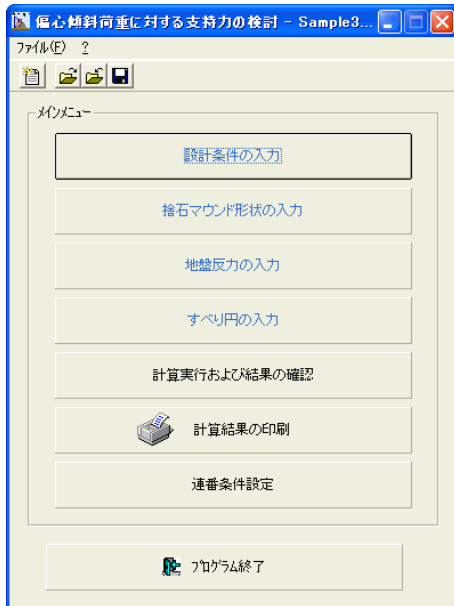 偏心傾斜荷重に対する支持力の検討 - Sample3...
ファイル(F) ?
メインメニュー
設計条件の入力
捨石マウンド形状の入力
地盤反力の入力
すべり円の入力
計算実行および結果の確認
計算結果の印刷
連番条件設定
プログラム終了